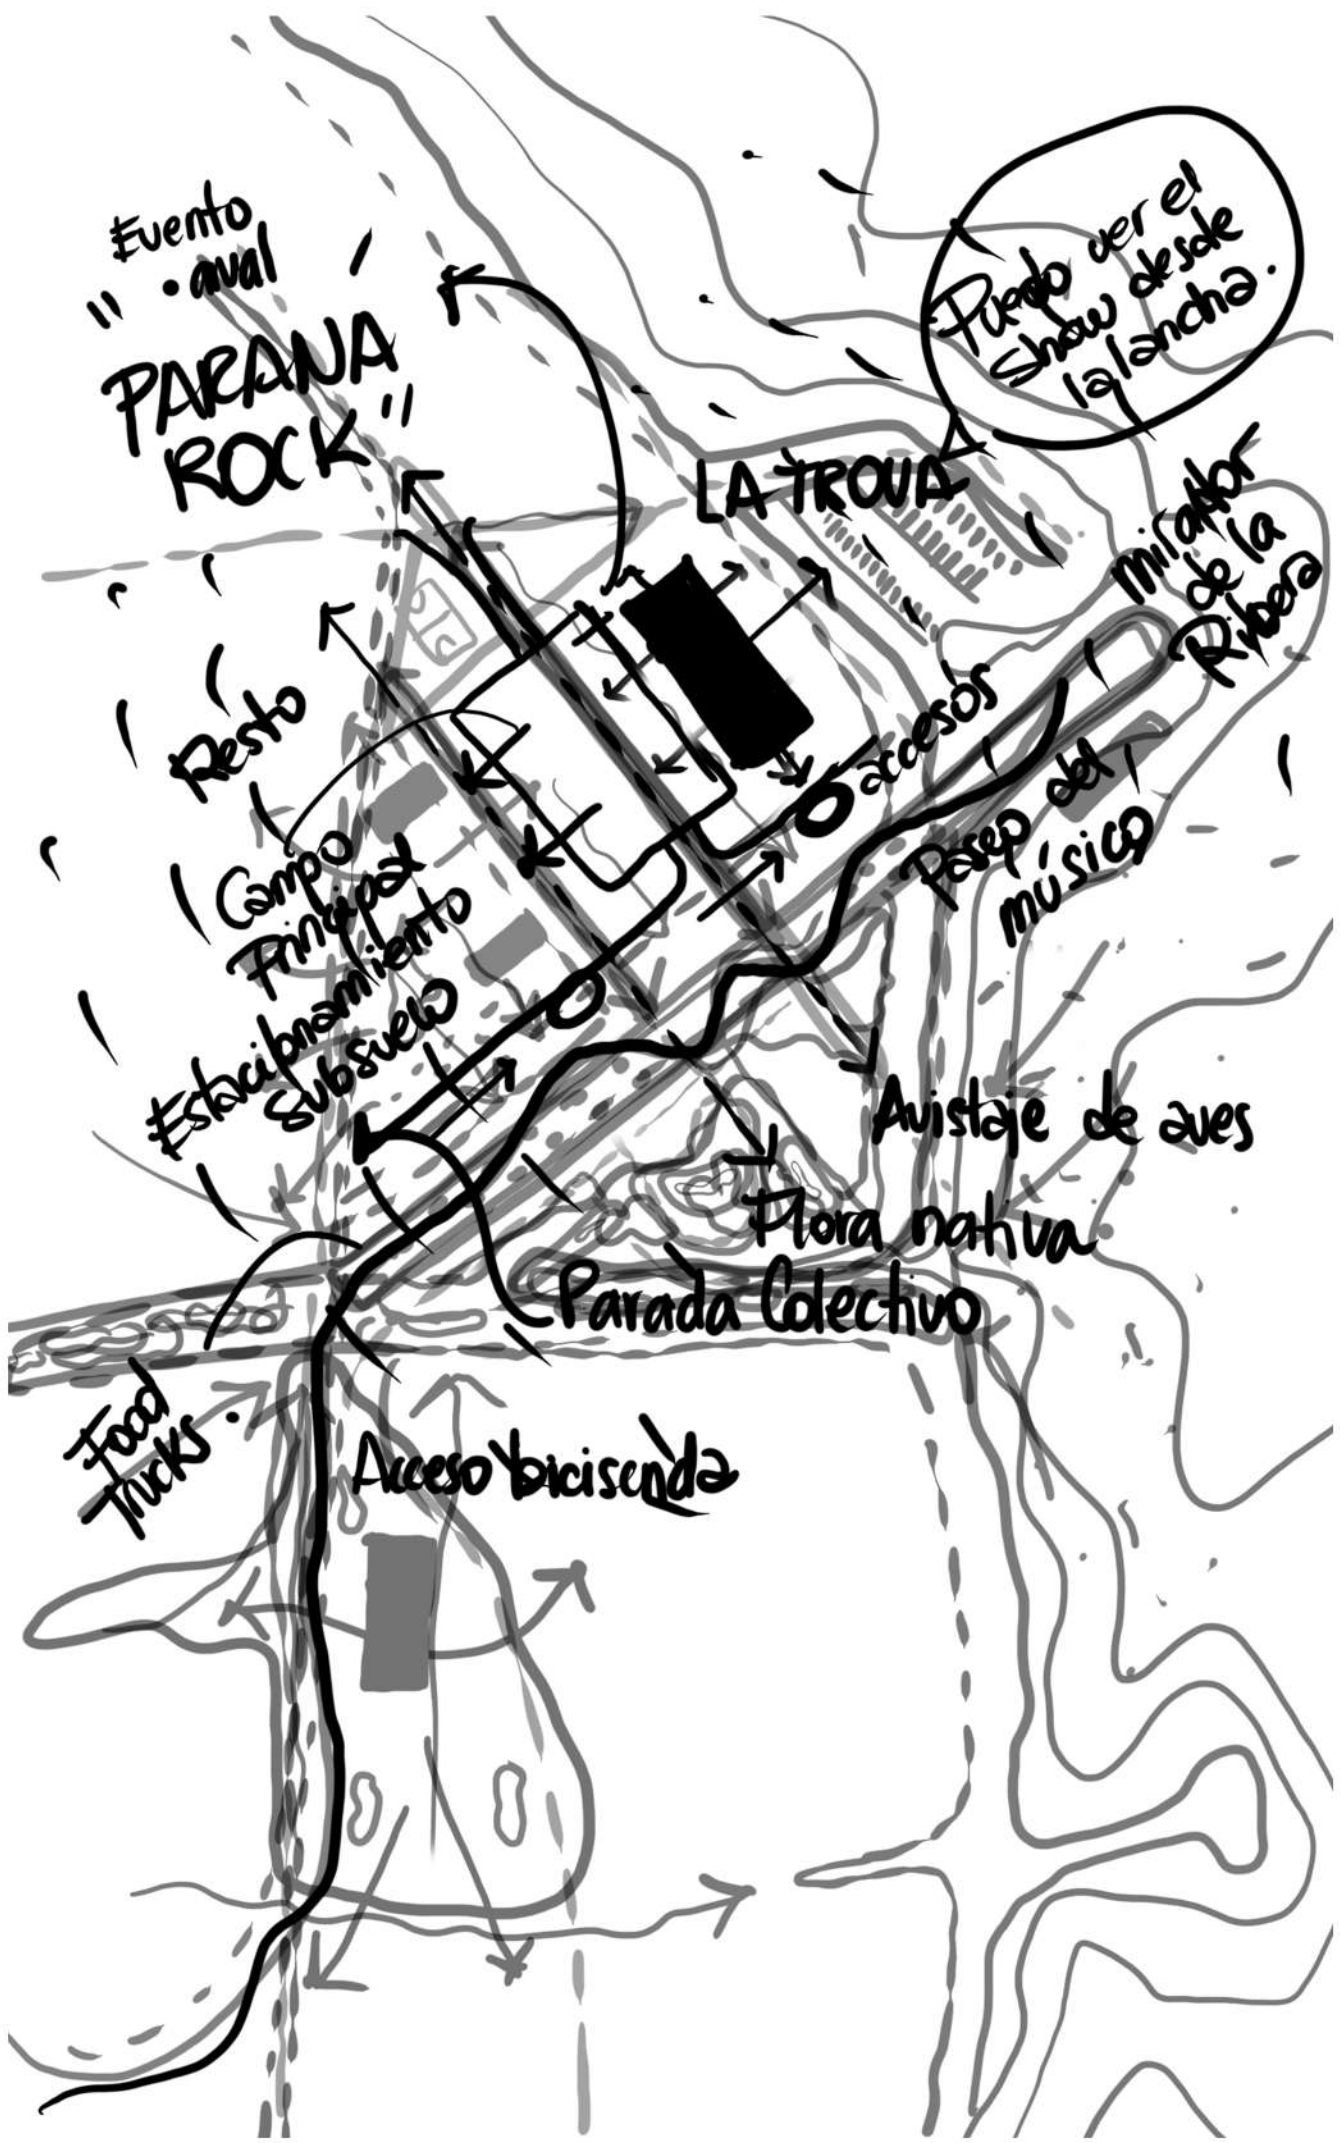 Evento
• anual
"PARANA
ROCK"
Puedo ver el
show desde
la lancha.
LA TROVA
Mirador
de la
Ribera
Resto
accesos
Paseo del
músico
Campo
Principal
Estacionamiento
subsuelo
Avistaje de aves
Flora nativa
Parada Colectivo
Food
Trucks.
Acceso bicisenda